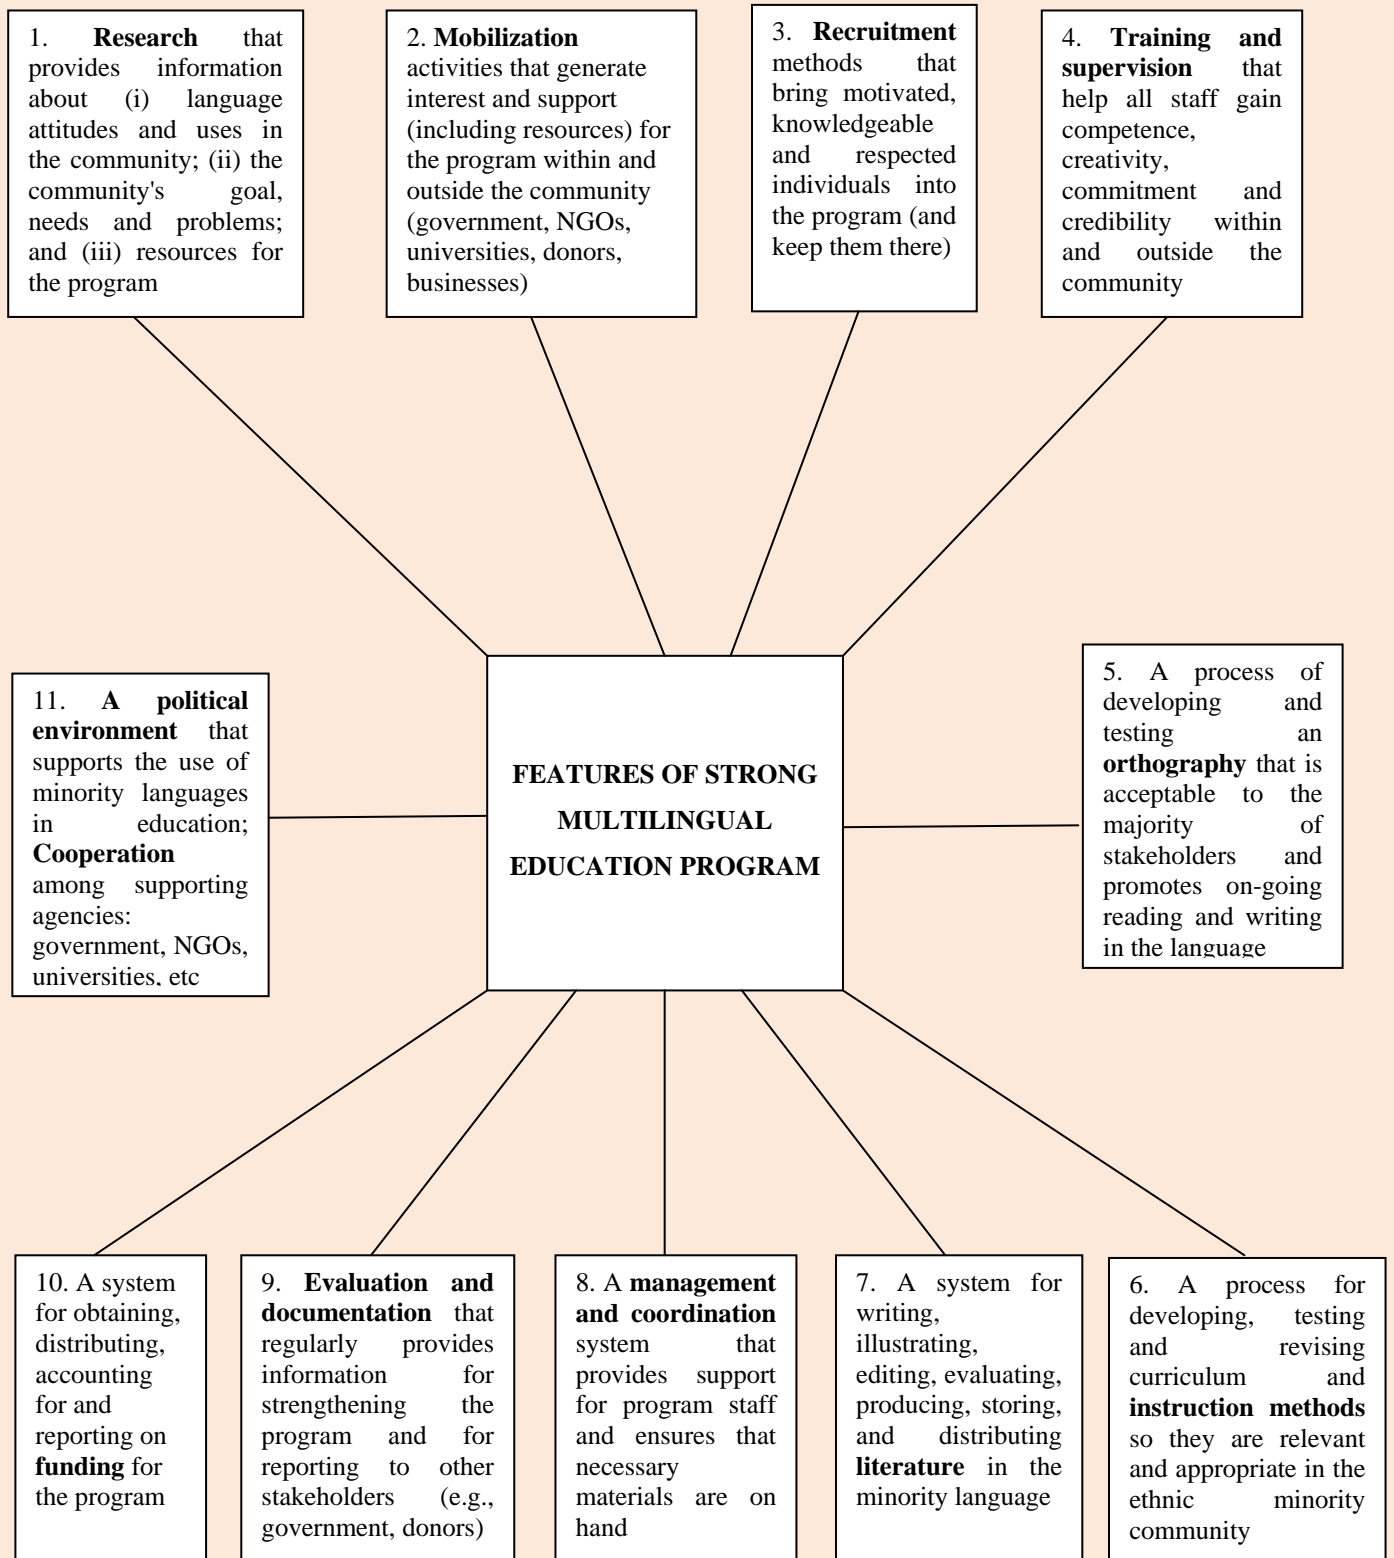 1. Research that
provides information
about (i) language
attitudes and uses in
the community; (ii) the
community's goal,
needs and problems;
and (iii) resources for
the program
2. Mobilization
activities that generate
interest and support
(including resources) for
the program within and
outside the community
(government, NGOs,
universities, donors,
businesses)
3. Recruitment
methods that
bring motivated,
knowledgeable
and respected
individuals into
the program (and
keep them there)
4. Training and
supervision that
help all staff gain
competence,
creativity,
commitment and
credibility within
and outside the
community
5. A process of
developing and
testing an
orthography that is
acceptable to the
majority of
stakeholders and
promotes on-going
reading and writing
in the language
FEATURES OF STRONG
MULTILINGUAL
EDUCATION PROGRAM
11. A political
environment that
supports the use of
minority languages
in education;
Cooperation
among supporting
agencies:
government, NGOs,
universities, etc
10. A system
for obtaining,
distributing,
accounting
for and
reporting on
funding for
the program
9. Evaluation and
documentation that
regularly provides
information for
strengthening the
program and for
reporting to other
stakeholders (e.g.,
government, donors)
8. A management
and coordination
system that
provides support
for program staff
and ensures that
necessary
materials are on
hand
7. A system for
writing,
illustrating,
editing, evaluating,
producing, storing,
and distributing
literature in the
minority language
6. A process for
developing, testing
and revising
curriculum and
instruction methods
so they are relevant
and appropriate in the
ethnic minority
community